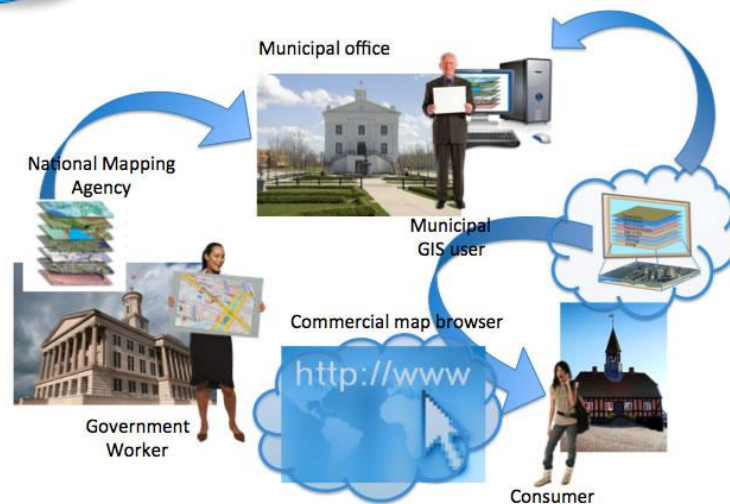 Municipal office
National Mapping
Agency
Municipal
GIS user
Commercial map browser
http://www
Government
Worker
Consumer